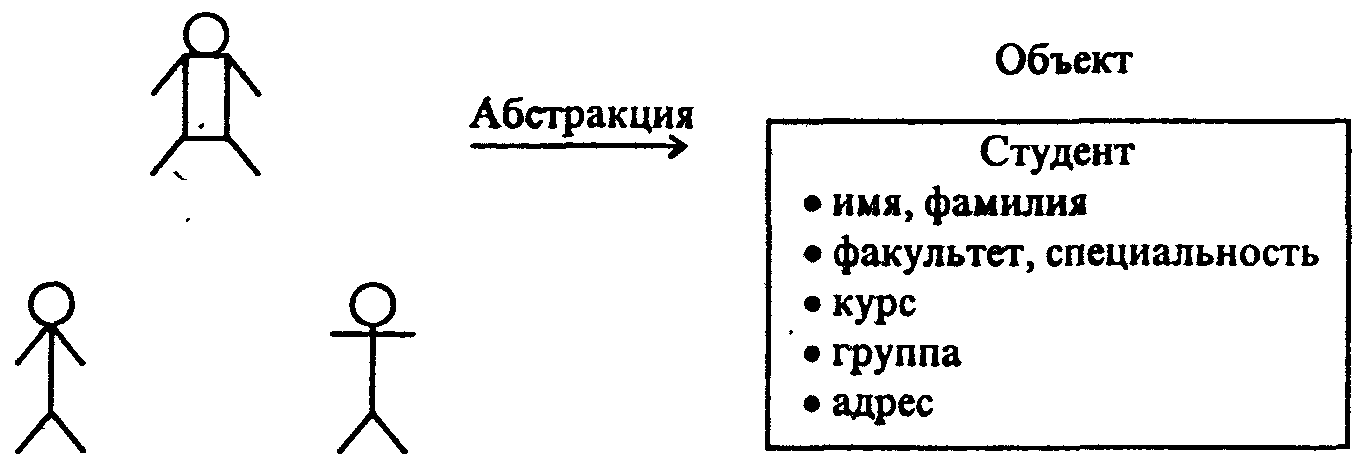 Абстракция
Объект
Студент
• имя, фамилия
• факультет, специальность
• курс
• группа
• адрес